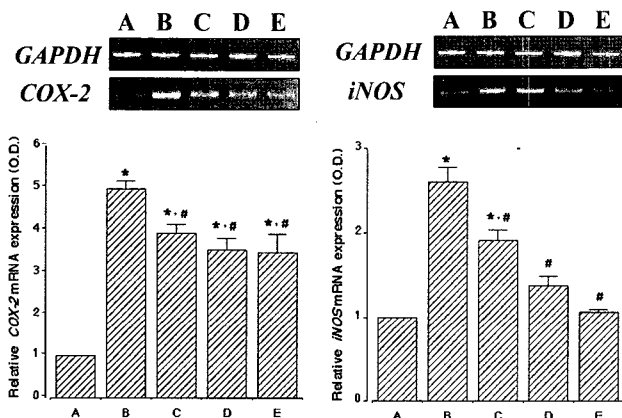 A B C D E
GAPDH
COX-2
Relative COX-2 mRNA expression (O.D.)
6
5
4
3
2
1
0
*
*,#
*,#
*,#
A B C D E
A B C D E
GAPDH
iNOS
Relative iNOS mRNA expression (O.D.)
3
2
1
0
*
*,#
#
#
A B C D E